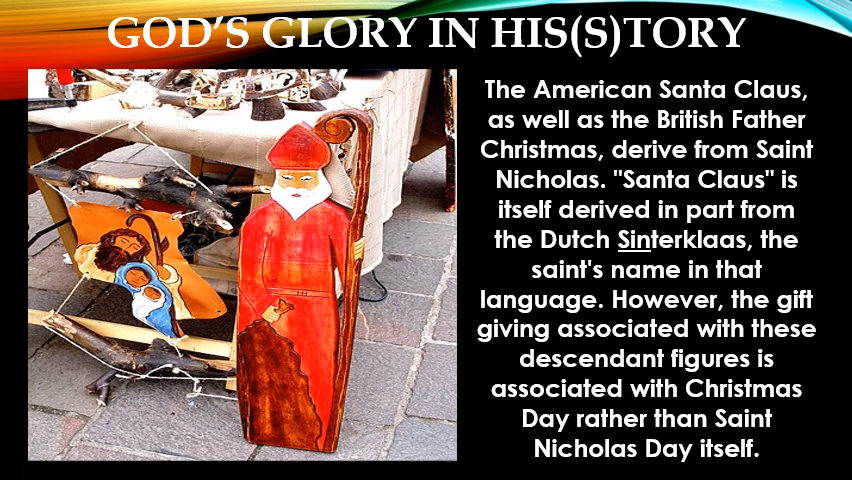 GOD'S GLORY IN HIS(S)TORY
The American Santa Claus,
as well as the British Father
Christmas, derive from Saint
Nicholas. "Santa Claus" is
itself derived in part from
the Dutch Sinterklaas, the
saint's name in that
language. However, the gift
giving associated with these
descendant figures is
associated with Christmas
Day rather than Saint
Nicholas Day itself.